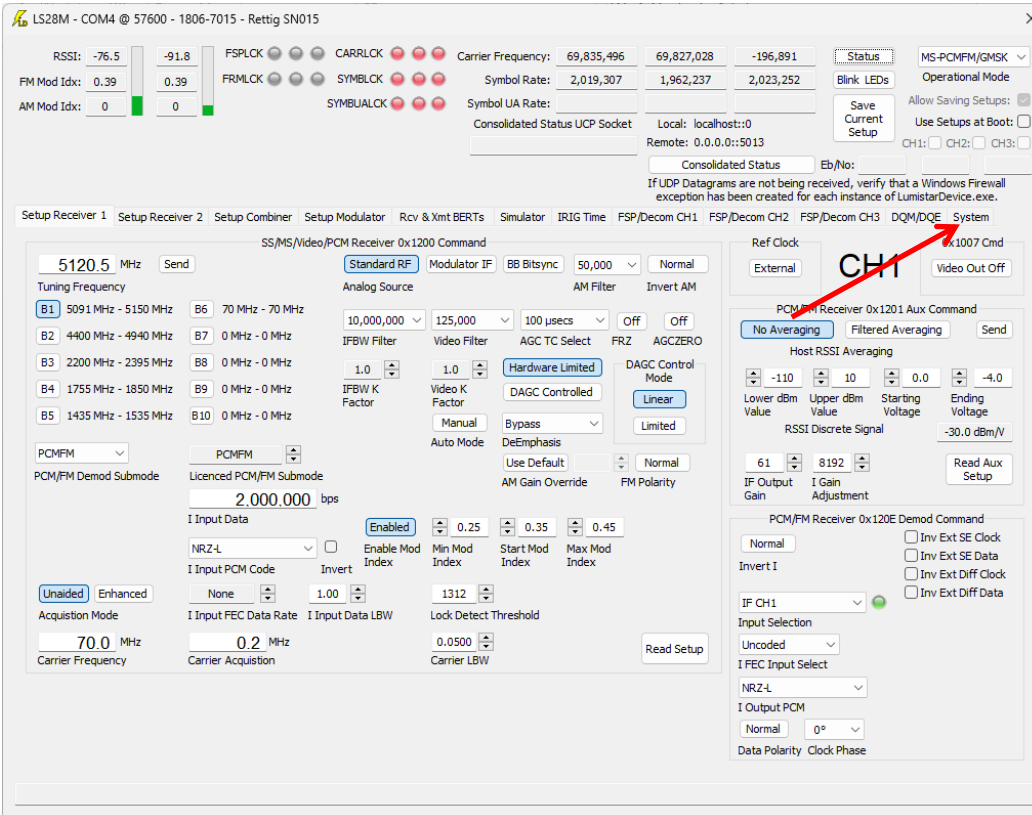 LS28M - COM4 @ 57600 - 1806-7015 - Rettig SN015
RSSI: -76.5 -91.8 FSPLCK CARRLCK Carrier Frequency: 69,835,496 69,827,028 -196,891 Status MS-PCMFM/GMSK
FM Mod Idx: 0.39 0.39 FRMLCK SYMBLCK Symbol Rate: 2,019,307 1,962,237 2,023,252 Blink LEDs Operational Mode
AM Mod Idx: 0 0 SYMBUALCK Symbol UA Rate: Save Current Setup Allow Saving Setups:
Consolidated Status UCP Socket Local: localhost::0 Use Setups at Boot:
Remote: 0.0.0.0::5013 CH1: CH2: CH3:
Consolidated Status Eb/No:
If UDP Datagrams are not being received, verify that a Windows Firewall
exception has been created for each instance of LumistarDevice.exe.
Setup Receiver 1 Setup Receiver 2 Setup Combiner Setup Modulator Rcv & Xmt BERTs Simulator IRIG Time FSP/Decom CH1 FSP/Decom CH2 FSP/Decom CH3 DQM/DQE System
SS/MS/Video/PCM Receiver 0x1200 Command
5120.5 MHz Send
Tuning Frequency
B1 5091 MHz - 5150 MHz B6 70 MHz - 70 MHz
B2 4400 MHz - 4940 MHz B7 0 MHz - 0 MHz
B3 2200 MHz - 2395 MHz B8 0 MHz - 0 MHz
B4 1755 MHz - 1850 MHz B9 0 MHz - 0 MHz
B5 1435 MHz - 1535 MHz B10 0 MHz - 0 MHz
Standard RF Modulator IF BB Bitsync 50,000 Normal
Analog Source AM Filter Invert AM
10,000,000 125,000 100 µsecs Off Off
IFBW Filter Video Filter AGC TC Select FRZ AGCZERO
1.0 1.0 Hardware Limited
IFBW K Factor Video K Factor DAGC Controlled
DAGC Control Mode
Linear
Limited
Manual Bypass
Auto Mode DeEmphasis
Use Default Normal
AM Gain Override FM Polarity
PCMFM PCMFM
PCM/FM Demod Submode Licenced PCM/FM Submode
2,000,000 bps
I Input Data
Enabled 0.25 0.35 0.45
Enable Mod Index Min Mod Index Start Mod Index Max Mod Index
NRZ-L
I Input PCM Code Invert
Unaided Enhanced None 1.00 1312
Acquistion Mode I Input FEC Data Rate I Input Data LBW Lock Detect Threshold
70.0 MHz 0.2 MHz 0.0500 Read Setup
Carrier Frequency Carrier Acquistion Carrier LBW
Ref Clock
External
CH1
0x1007 Cmd
Video Out Off
PCM/FM Receiver 0x1201 Aux Command
No Averaging Filtered Averaging Send
Host RSSI Averaging
-110 10 0.0 -4.0
Lower dBm Value Upper dBm Value Starting Voltage Ending Voltage
RSSI Discrete Signal -30.0 dBm/V
61 8192 Read Aux Setup
IF Output Gain I Gain Adjustment
PCM/FM Receiver 0x120E Demod Command
Normal
Invert I
Inv Ext SE Clock
Inv Ext SE Data
Inv Ext Diff Clock
Inv Ext Diff Data
IF CH1
Input Selection
Uncoded
I FEC Input Select
NRZ-L
I Output PCM
Normal 0°
Data Polarity Clock Phase